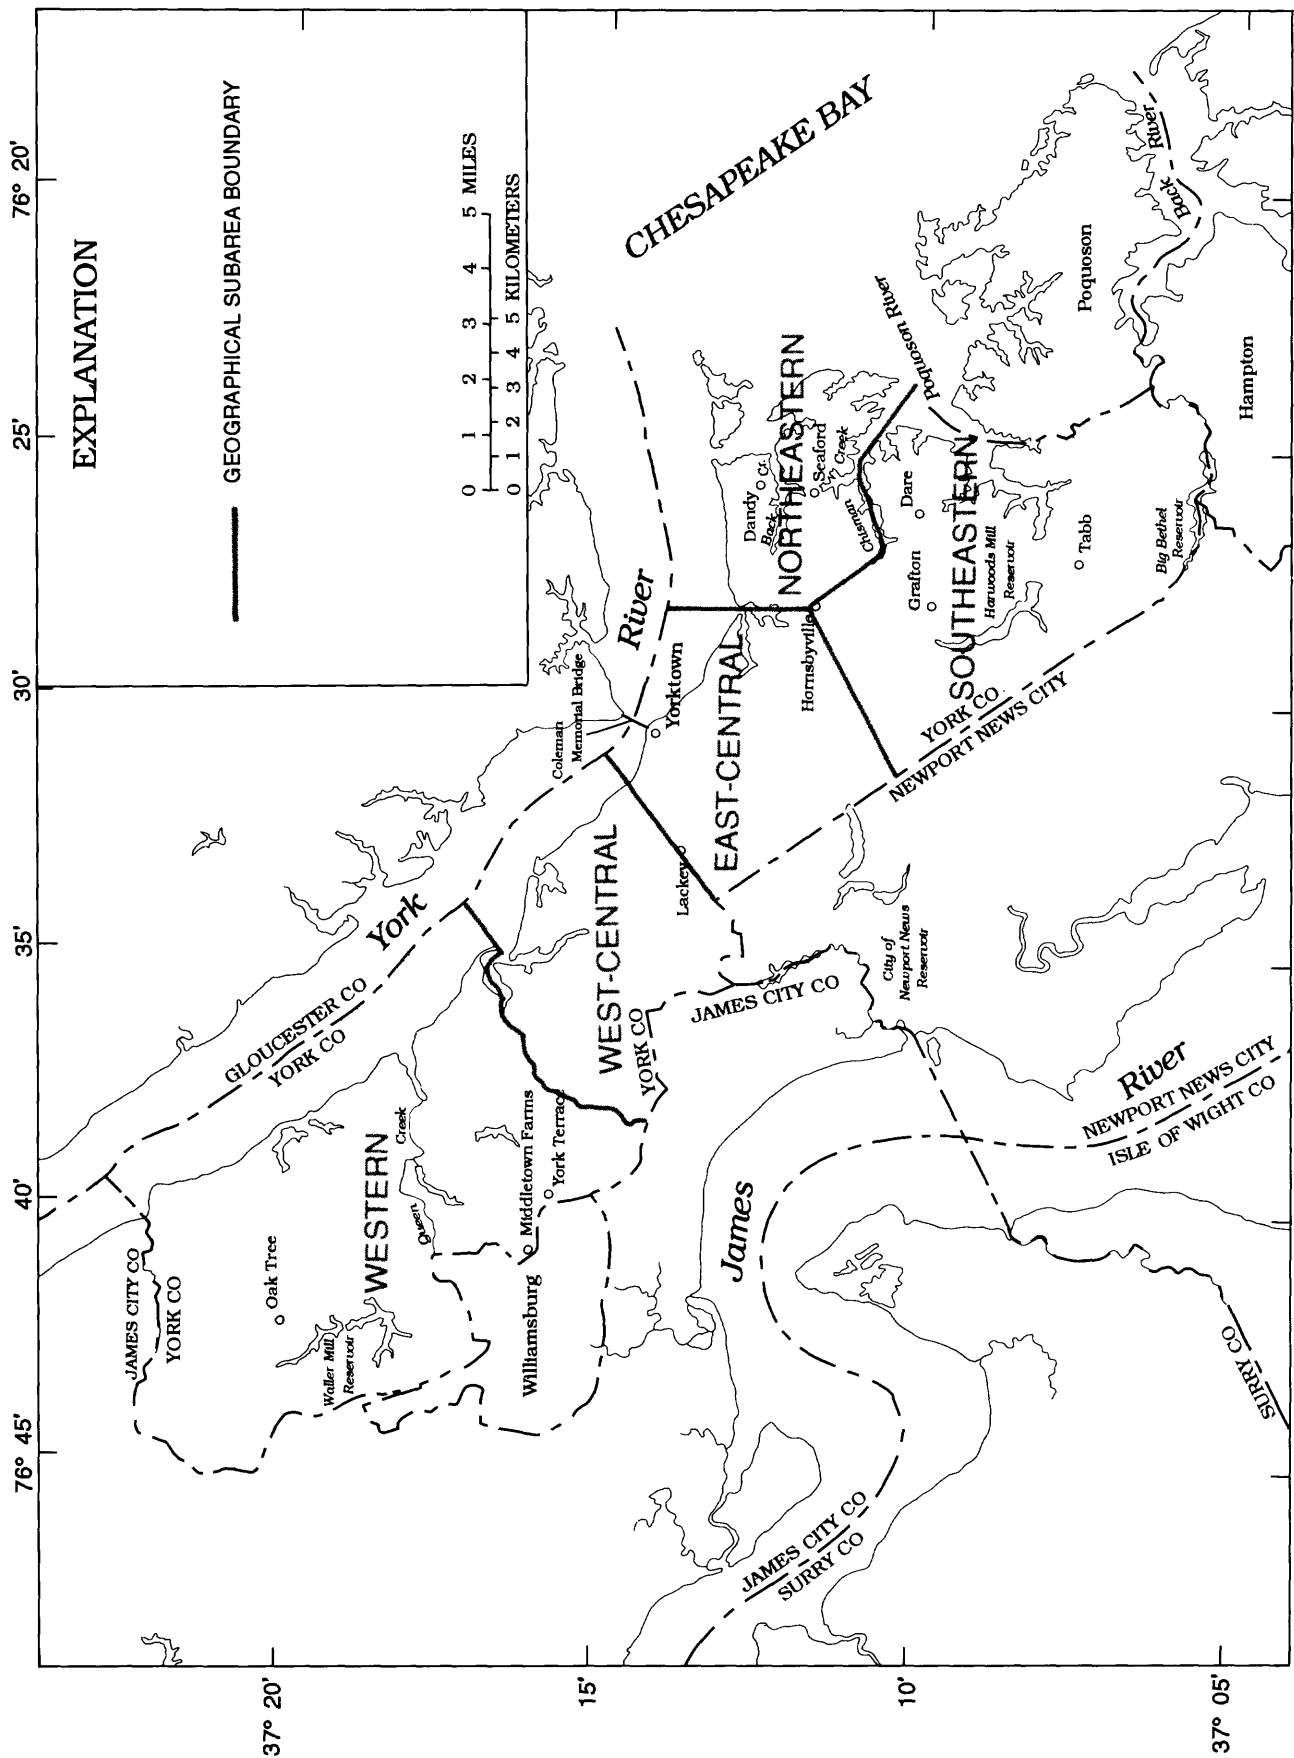 EXPLANATION
GEOGRAPHICAL SUBAREA BOUNDARY
0 1 2 3 4 5 MILES
0 1 2 3 4 5 KILOMETERS
76° 45'
40'
35'
30'
25'
76° 20'
37° 20'
15'
10'
37° 05'
JAMES CITY CO
YORK CO
Oak Tree
Waller Mill
Reservoir
WESTERN
Queen
Creek
GLOUCESTER CO
YORK CO
York
River
Williamsburg
Middletown Farms
York Terrace
WEST-CENTRAL
YORK CO
JAMES CITY CO
Lackey
Coleman
Memorial Bridge
Yorktown
EAST-CENTRAL
Hornsbyville
CHESAPEAKE BAY
NORTHEASTERN
Dandy
Back
Cr.
Seaford
Chisman
Creek
Poquoson River
Dare
Grafton
SOUTHEASTERN
Harwoods Mill
Reservoir
Tabb
Big Bethel
Reservoir
Poquoson
Back
River
Hampton
YORK CO
NEWPORT NEWS CITY
City of
Newport News
Reservoir
James
River
NEWPORT NEWS CITY
ISLE OF WIGHT CO
SURRY CO
JAMES CITY CO
SURRY CO